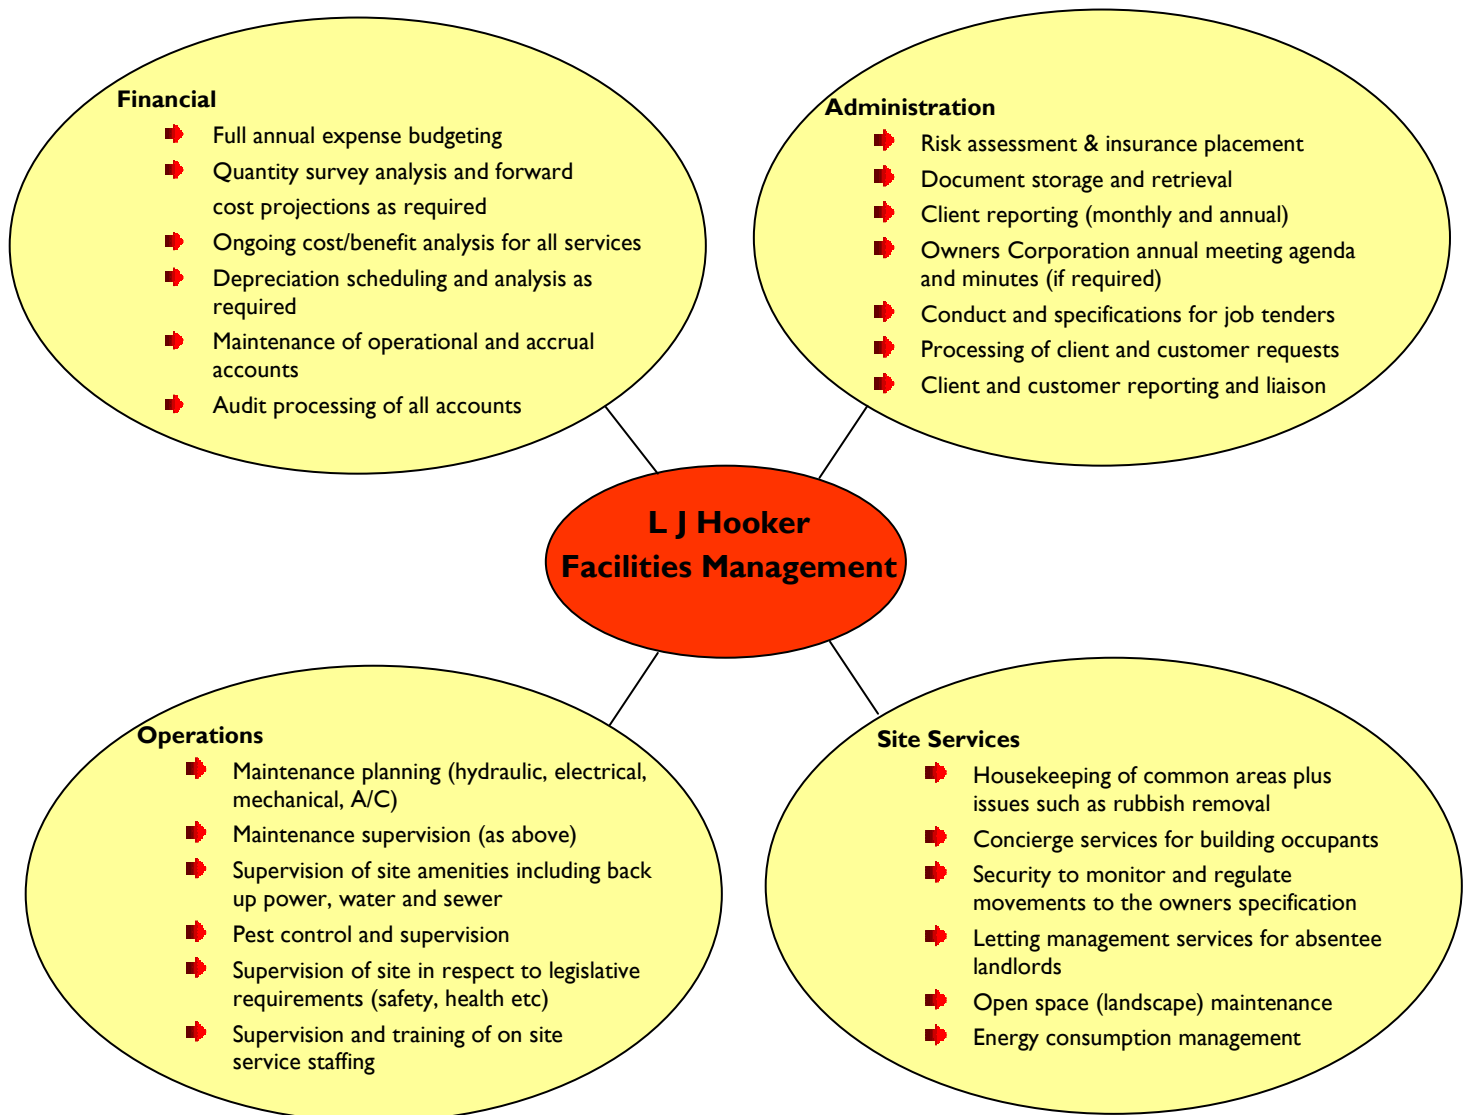 Financial
Full annual expense budgeting
Quantity survey analysis and forward
cost projections as required
Ongoing cost/benefit analysis for all services
Depreciation scheduling and analysis as
required
Maintenance of operational and accrual
accounts
Audit processing of all accounts
Administration
Risk assessment & insurance placement
Document storage and retrieval
Client reporting (monthly and annual)
Owners Corporation annual meeting agenda
and minutes (if required)
Conduct and specifications for job tenders
Processing of client and customer requests
Client and customer reporting and liaison
L J Hooker
Facilities Management
Operations
Maintenance planning (hydraulic, electrical,
mechanical, A/C)
Maintenance supervision (as above)
Supervision of site amenities including back
up power, water and sewer
Pest control and supervision
Supervision of site in respect to legislative
requirements (safety, health etc)
Supervision and training of on site
service staffing
Site Services
Housekeeping of common areas plus
issues such as rubbish removal
Concierge services for building occupants
Security to monitor and regulate
movements to the owners specification
Letting management services for absentee
landlords
Open space (landscape) maintenance
Energy consumption management